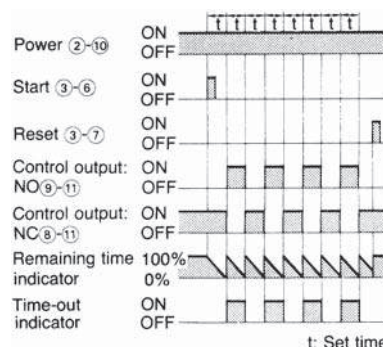 t t t t t t t t
Power ②-⑩ ON
OFF
Start ③-⑥ ON
OFF
Reset ③-⑦ ON
OFF
Control output: ON
NO⑨-⑪ OFF
Control output: ON
NC⑧-⑪ OFF
Remaining time 100%
indicator 0%
Time-out ON
indicator OFF
t: Set time